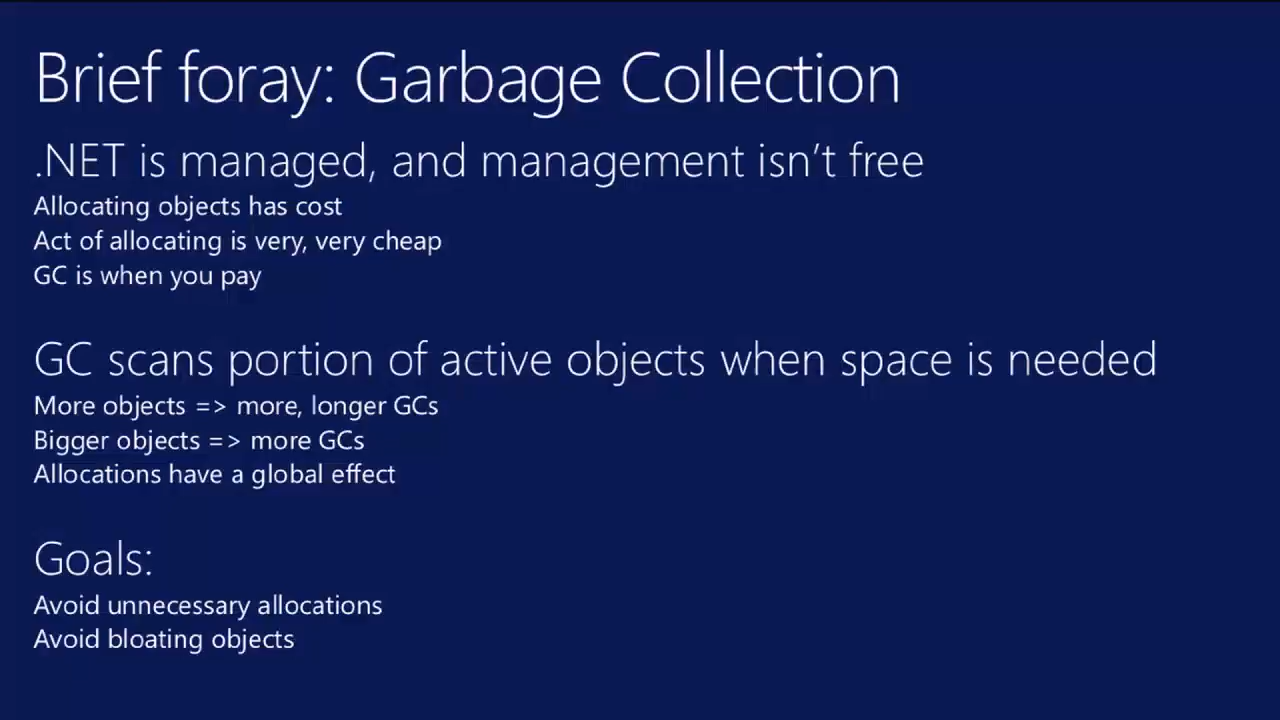 Brief foray: Garbage Collection
.NET is managed, and management isn't free
Allocating objects has cost
Act of allocating is very, very cheap
GC is when you pay
GC scans portion of active objects when space is needed
More objects => more, longer GCs
Bigger objects => more GCs
Allocations have a global effect
Goals:
Avoid unnecessary allocations
Avoid bloating objects